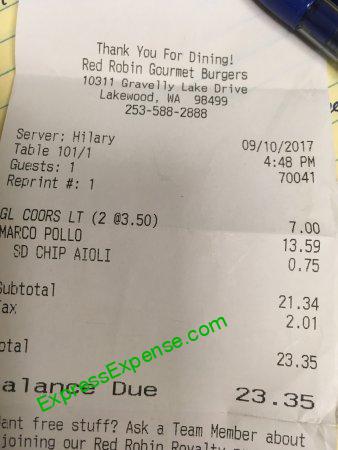 Thank You For Dining!
Red Robin Gourmet Burgers
10311 Gravelly Lake Drive
Lakewood, WA 98499
253-588-2888
Server: Hilary 09/10/2017
Table 101/1 4:48 PM
Guests: 1 70041
Reprint #: 1
GL COORS LT (2 @3.50) 7.00
MARCO POLLO 13.59
SD CHIP AIOLI 0.75
Subtotal 21.34
Tax 2.01
otal 23.35
alance Due 23.35
ExpressExpense.com
ant free stuff? Ask a Team Member about
joining our Red Robin Royalty